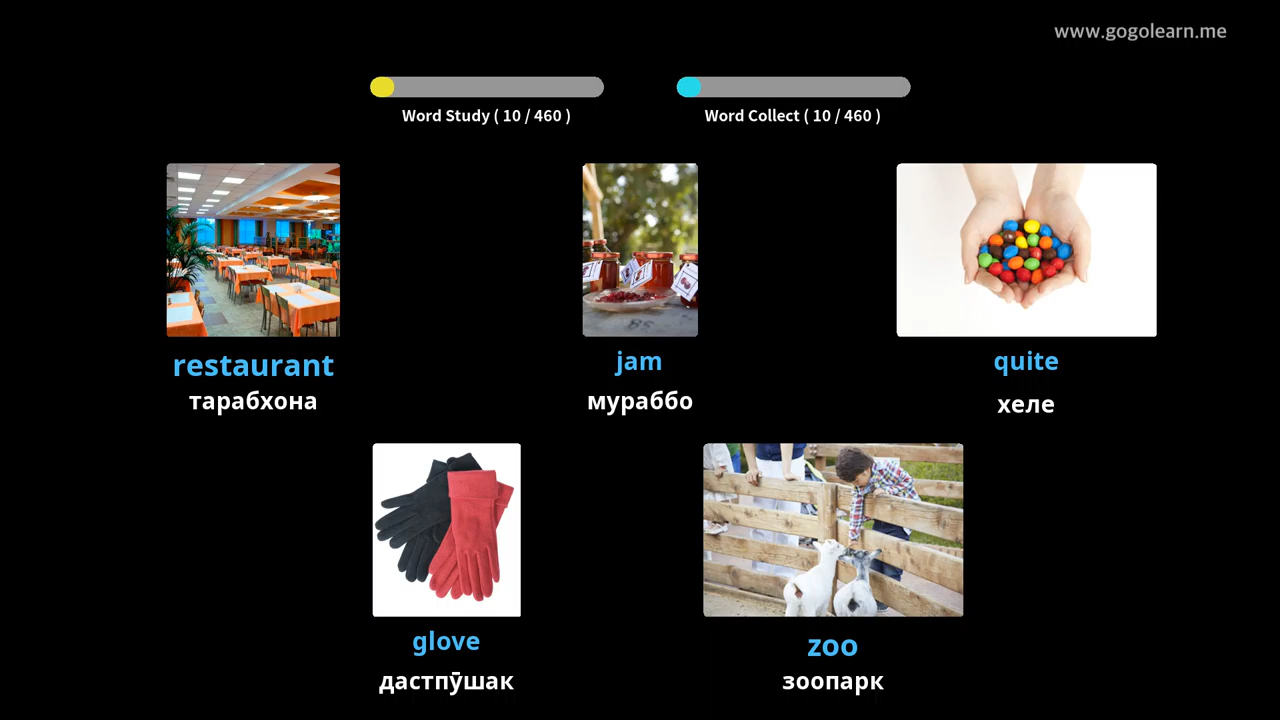 www.gogolearn.me
Word Study ( 10 / 460 )
Word Collect ( 10 / 460 )
restaurant
тарабхона
jam
мураббо
quite
хеле
glove
дастпӯшак
zoo
зоопарк